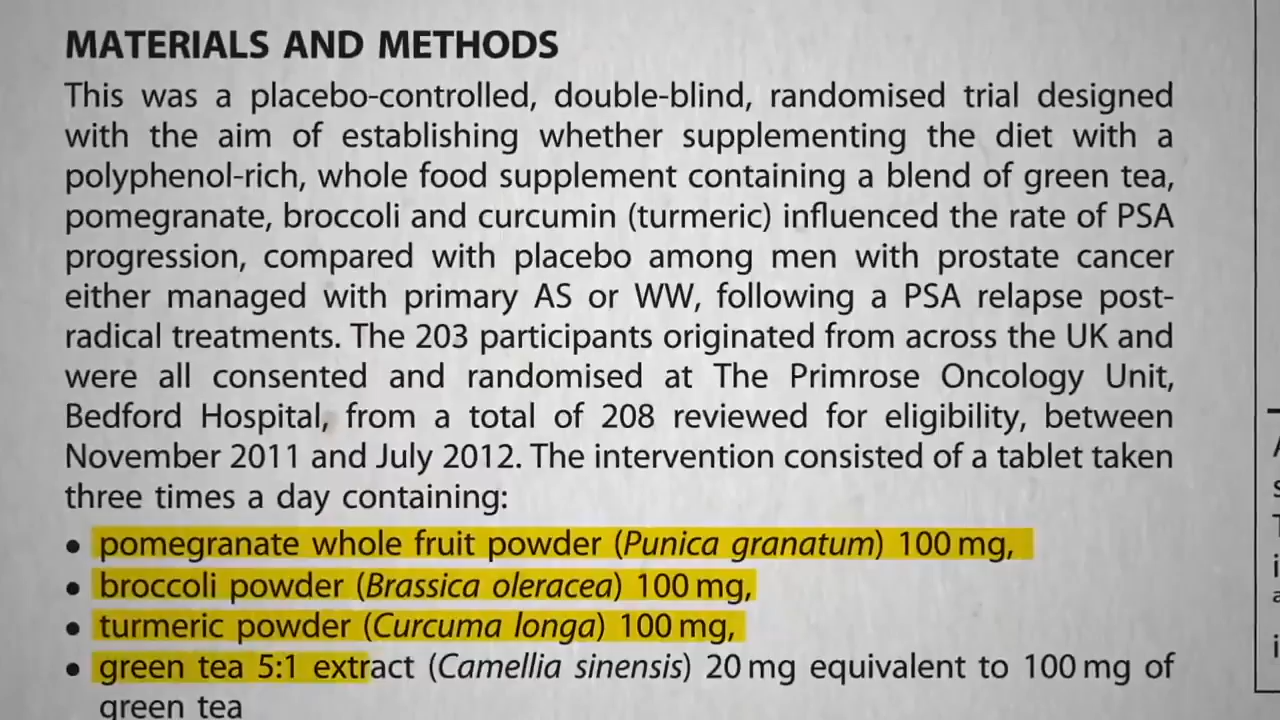 MATERIALS AND METHODS
This was a placebo-controlled, double-blind, randomised trial designed
with the aim of establishing whether supplementing the diet with a
polyphenol-rich, whole food supplement containing a blend of green tea,
pomegranate, broccoli and curcumin (turmeric) influenced the rate of PSA
progression, compared with placebo among men with prostate cancer
either managed with primary AS or WW, following a PSA relapse post-
radical treatments. The 203 participants originated from across the UK and
were all consented and randomised at The Primrose Oncology Unit,
Bedford Hospital, from a total of 208 reviewed for eligibility, between
November 2011 and July 2012. The intervention consisted of a tablet taken
three times a day containing:
• pomegranate whole fruit powder (Punica granatum) 100 mg,
• broccoli powder (Brassica oleracea) 100 mg,
• turmeric powder (Curcuma longa) 100 mg,
• green tea 5:1 extract (Camellia sinensis) 20 mg equivalent to 100 mg of
green tea